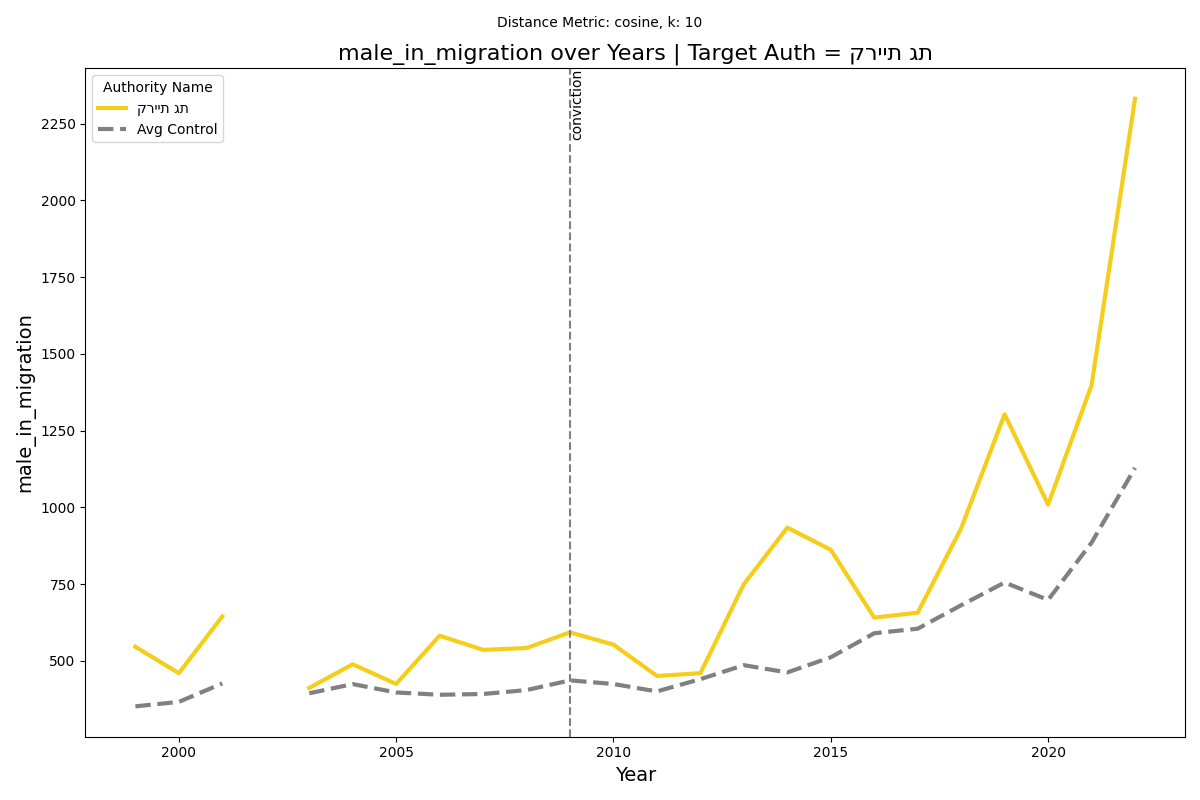 Distance Metric: cosine, k: 10
male_in_migration over Years | Target Auth = קריית גת
Authority Name
קריית גת
Avg Control
conviction
male_in_migration
2250
2000
1750
1500
1250
1000
750
500
2000
2005
2010
2015
2020
Year